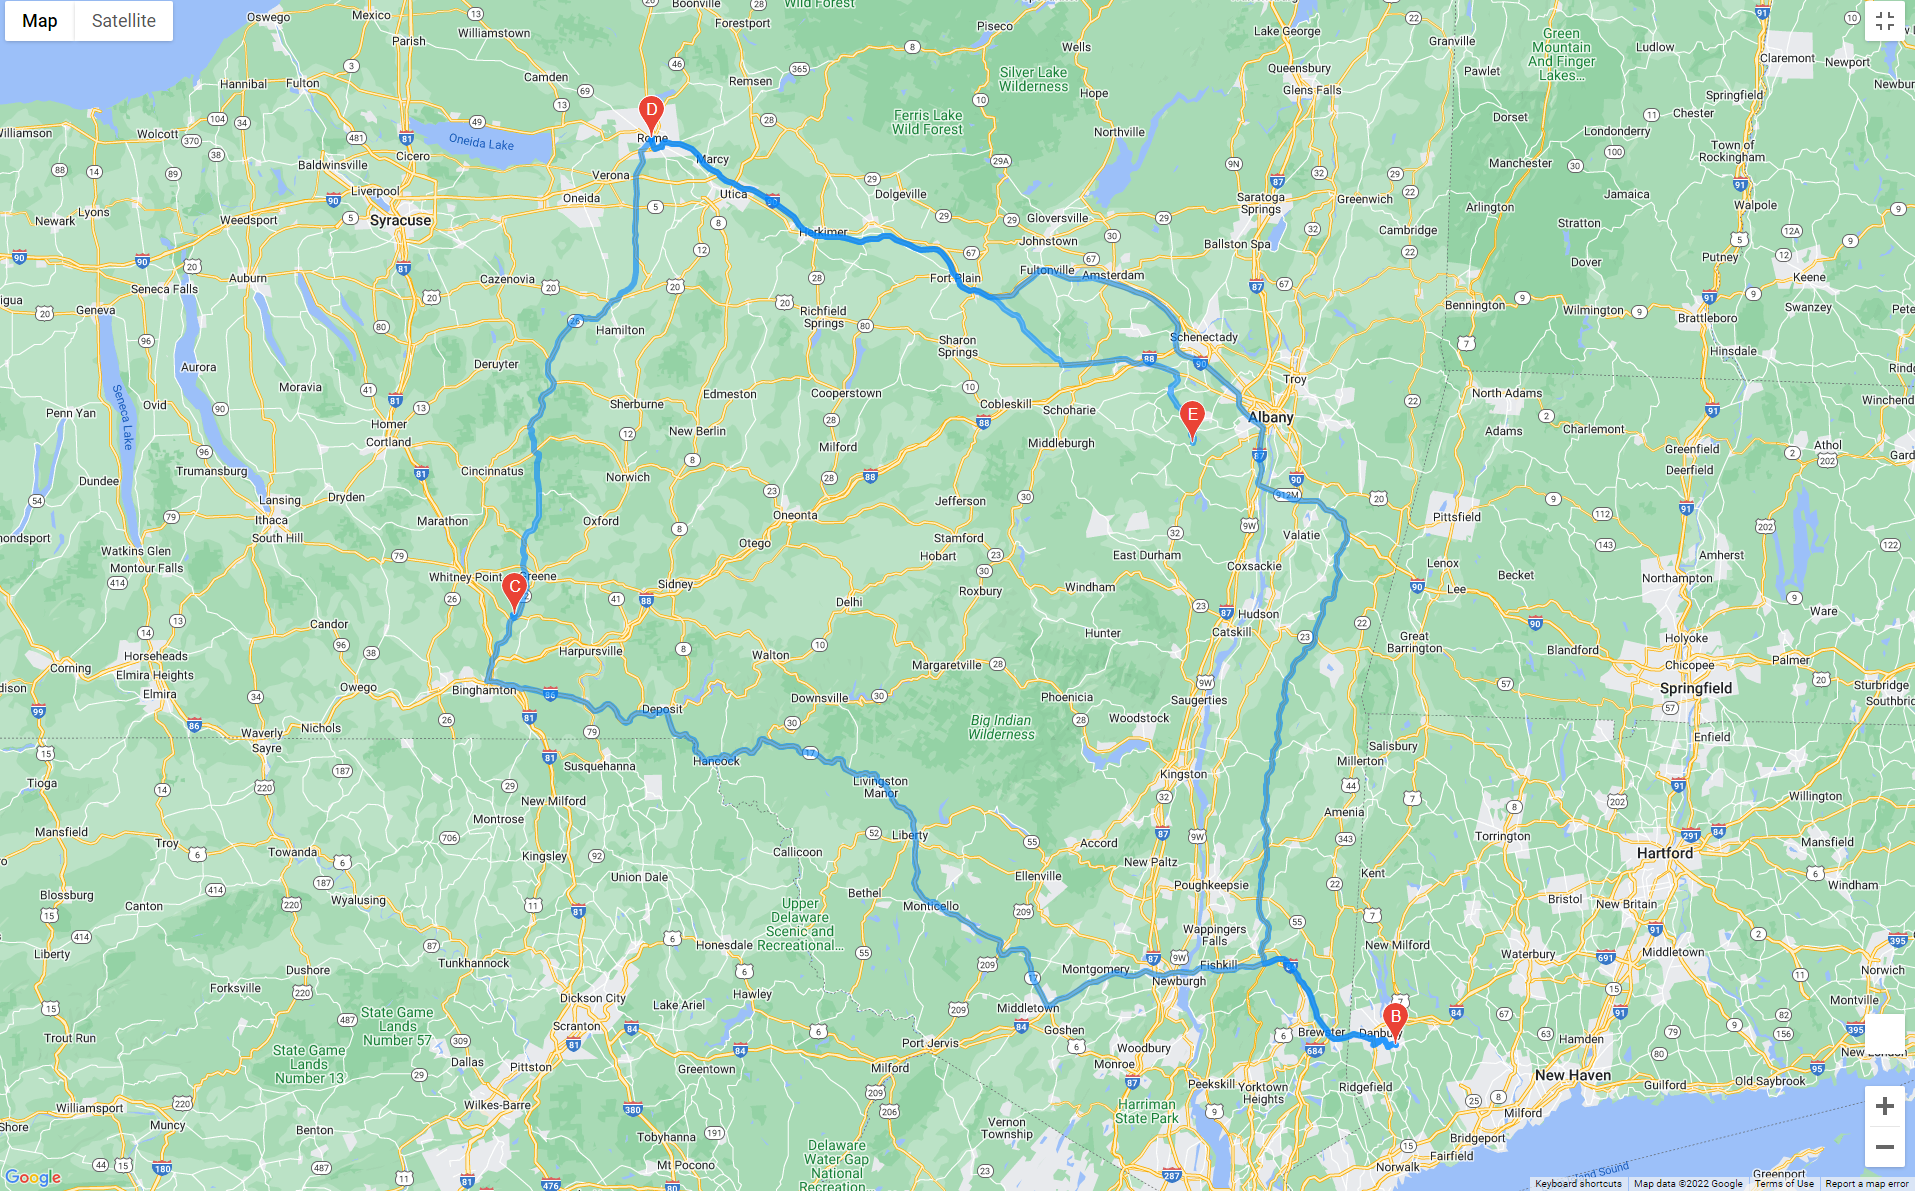 Map
Satellite
Oswego
Mexico
Parish
Williamstown
Boonville
Forestport
Wild Forest
Piseco
Wells
Lake George
Queensbury
Glens Falls
Granville
Pawlet
Green
Mountain
And Finger
Lakes...
Ludlow
Claremont
Newport
Springfield
Chester
Hannibal
Fulton
Camden
Remsen
Silver Lake
Wilderness
Hope
Dorset
Londonderry
Town of
Rockingham
Williamson
Wolcott
Cicero
Oneida Lake
D
Rome
Marcy
Ferris Lake
Wild Forest
Northville
Manchester
Jamaica
Baldwinsville
Liverpool
Verona
Oneida
Utica
Dolgeville
Gloversville
Johnstown
Saratoga
Springs
Greenwich
Arlington
Stratton
Walpole
Newark
Lyons
Weedsport
Syracuse
Herkimer
Ballston Spa
Cambridge
Dover
Putney
Keene
Seneca Falls
Auburn
Cazenovia
Fort Plain
Fultonville
Amsterdam
Bennington
Wilmington
Brattleboro
Swanzey
Geneva
Hamilton
Richfield
Springs
Sharon
Springs
Schenectady
Hinsdale
Aurora
Moravia
Deruyter
Sherburne
Edmeston
Cooperstown
Cobleskill
Schoharie
Troy
North Adams
Adams
Charlemont
Greenfield
Deerfield
Athol
Penn Yan
Ovid
Seneca Lake
Homer
Cortland
New Berlin
Milford
Middleburgh
E
Albany
Dundee
Trumansburg
Cincinnatus
Norwich
Jefferson
Pittsfield
Lansing
Dryden
Ithaca
South Hill
Marathon
Oxford
Oneonta
Otego
Stamford
Hobart
East Durham
Valatie
Coxsackie
Lenox
Lee
Becket
Amherst
Northampton
Ware
Watkins Glen
Montour Falls
Whitney Point
Greene
C
Sidney
Delhi
Roxbury
Windham
Hudson
Catskill
Hunter
Great
Barrington
Blandford
Holyoke
Chicopee
Springfield
Palmer
Sturbridge
Corning
Horseheads
Elmira Heights
Elmira
Candor
Owego
Binghamton
Harpursville
Walton
Margaretville
Downsville
Deposit
Phoenicia
Woodstock
Saugerties
Big Indian
Wilderness
Nichols
Waverly
Sayre
Susquehanna
Hancock
Livingston
Manor
Kingston
Salisbury
Millerton
Enfield
Tioga
New Milford
Montrose
Amenia
Torrington
Willington
Mansfield
Troy
Towanda
Kingsley
Callicoon
Liberty
Accord
New Paltz
Hartford
Mansfield
Windham
Blossburg
Canton
Wyalusing
Union Dale
Bethel
Ellenville
Poughkeepsie
Kent
Bristol
New Britain
Monticello
Upper
Delaware
Scenic and
Recreational...
Liberty
Dushore
Tunkhannock
Honesdale
Wappingers
Falls
New Milford
Waterbury
Middletown
Norwich
Forksville
Dickson City
Scranton
Lake Ariel
Hawley
Montgomery
Fishkill
Newburgh
Middletown
Montville
Trout Run
State Game
Lands
Number 57
State Game
Lands
Number 13
Dallas
Pittston
Greentown
Port Jervis
Milford
Goshen
Woodbury
Monroe
Brewster
Danbury
B
Hamden
New Haven
Guilford
Old Saybrook
New London
Ridgefield
Peekskill
Yorktown
Heights
Harriman
State Park
Williamsport
Muncy
Benton
Wilkes-Barre
Tobyhanna
Mt Pocono
Delaware
Water Gap
National
Recreation
Vernon
Township
Milford
Bridgeport
Fairfield
Norwalk
Greenport
Google
Keyboard shortcuts
Map data ©2022 Google
Terms of Use
Report a map error